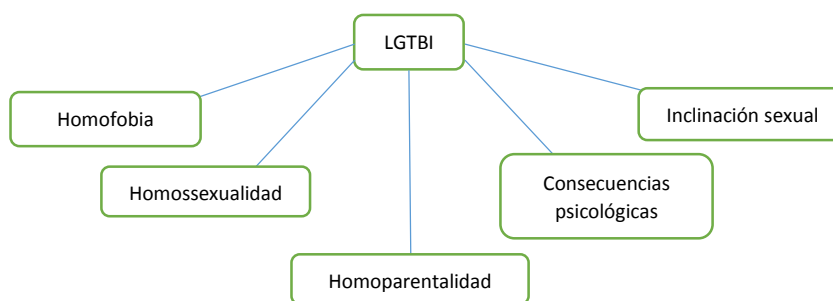 LGTBI
Homofobia
Inclinación sexual
Homossexualidad
Consecuencias
psicológicas
Homoparentalidad